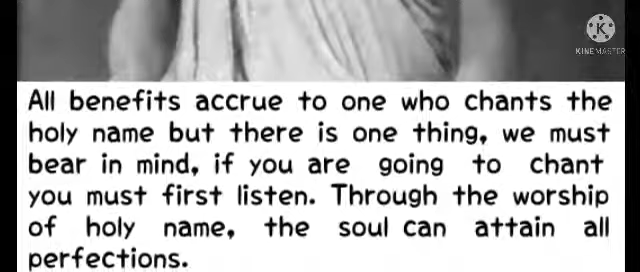 K
KINEMASTER
All benefits accrue to one who chants the
holy name but there is one thing, we must
bear in mind, if you are going to chant
you must first listen. Through the worship
of holy name, the soul can attain all
perfections.